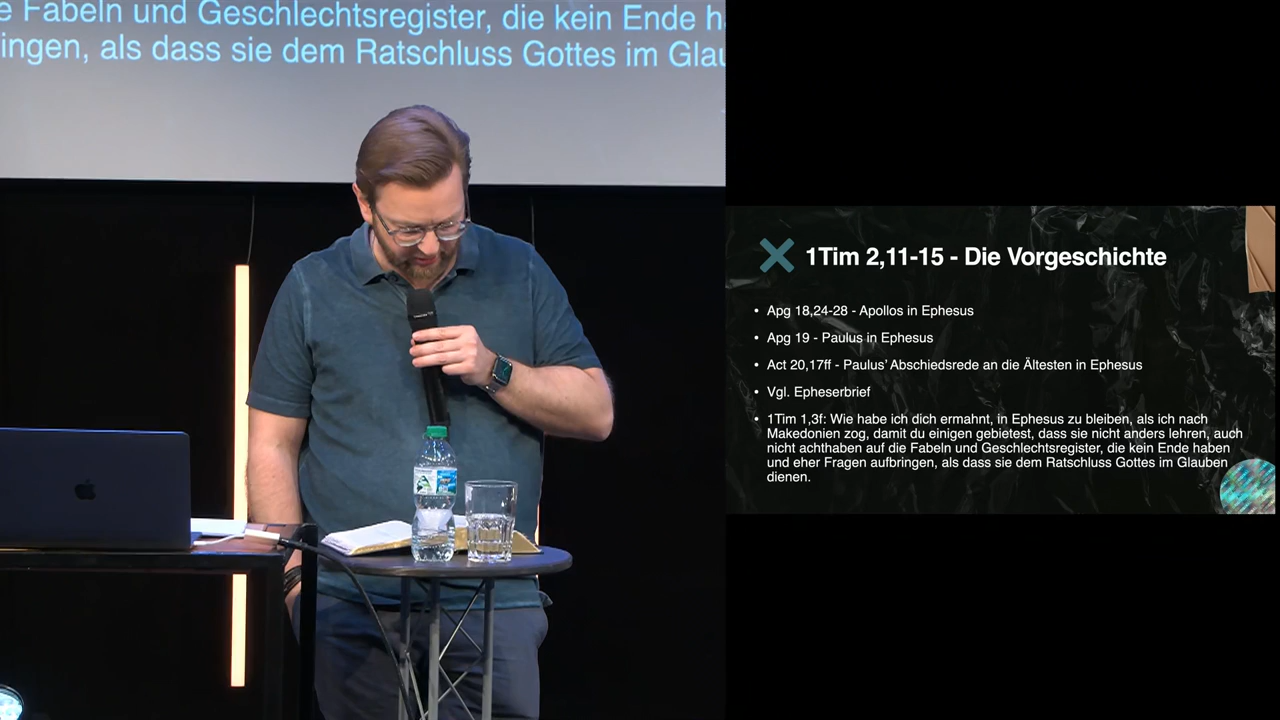 e Fabeln und Geschlechtsregister, die kein Ende h
ingen, als dass sie dem Ratschluss Gottes im Glau
1Tim 2,11-15 - Die Vorgeschichte
• Apg 18,24-28 - Apollos in Ephesus
• Apg 19 - Paulus in Ephesus
• Act 20,17ff - Paulus’ Abschiedsrede an die Ältesten in Ephesus
• Vgl. Epheserbrief
• 1Tim 1,3f: Wie habe ich dich ermahnt, in Ephesus zu bleiben, als ich nach
Makedonien zog, damit du einigen gebietest, dass sie nicht anders lehren, auch
nicht achthaben auf die Fabeln und Geschlechtsregister, die kein Ende haben
und eher Fragen aufbringen, als dass sie dem Ratschluss Gottes im Glauben
dienen.